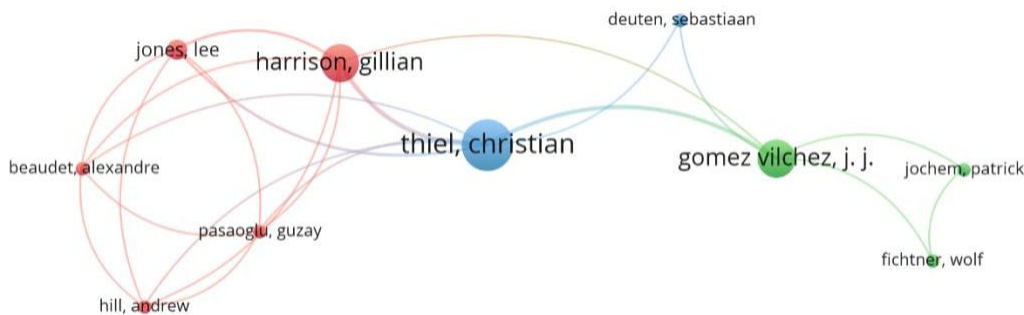 deuten, sebastiaan
jones, lee
harrison, gillian
thiel, christian
gomez vilchez, j. j.
beaudet, alexandre
jochem, patrick
pasaoglu, guzay
fichtner, wolf
hill, andrew